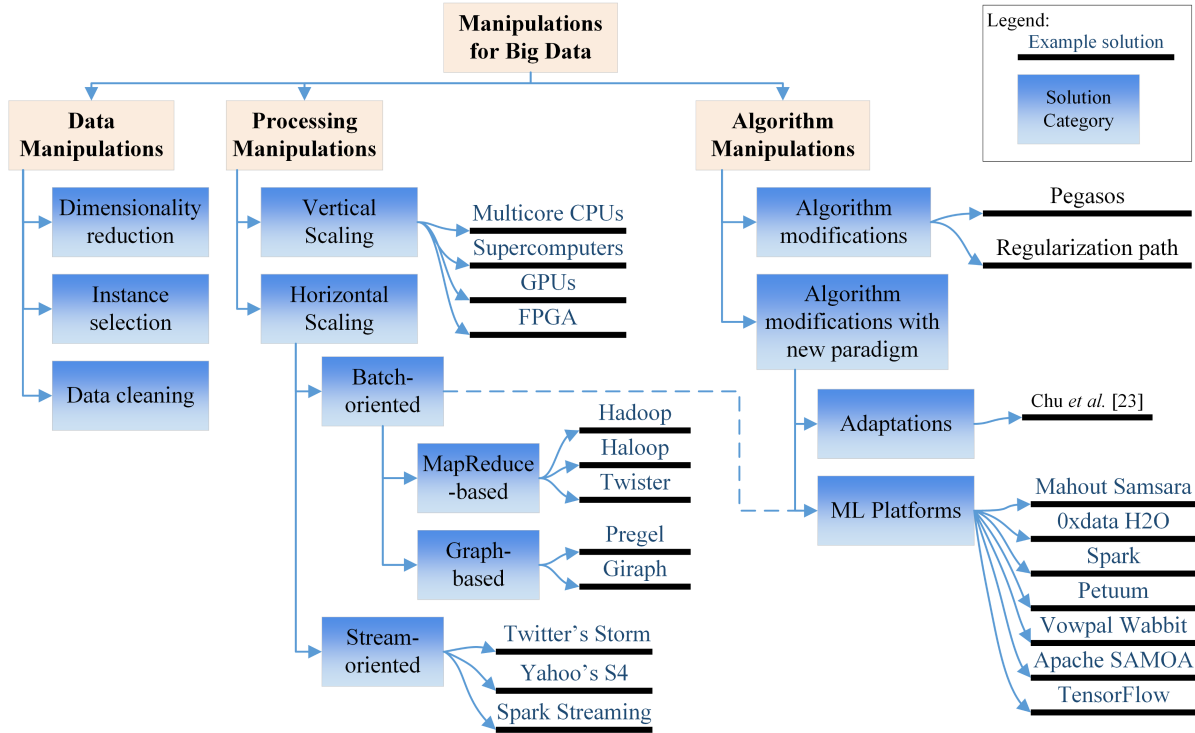 Manipulations
for Big Data
Legend:
Example solution
Solution
Category
Data
Manipulations
Processing
Manipulations
Algorithm
Manipulations
Dimensionality
reduction
Instance
selection
Data cleaning
Vertical
Scaling
Multicore CPUs
Supercomputers
GPUs
FPGA
Horizontal
Scaling
Batch-
oriented
MapReduce
-based
Hadoop
Haloop
Twister
Graph-
based
Pregel
Giraph
Stream-
oriented
Twitter’s Storm
Yahoo’s S4
Spark Streaming
Algorithm
modifications
Pegasos
Regularization path
Algorithm
modifications with
new paradigm
Adaptations
Chu et al. [23]
ML Platforms
Mahout Samsara
0xdata H2O
Spark
Petuum
Vowpal Wabbit
Apache SAMOA
TensorFlow